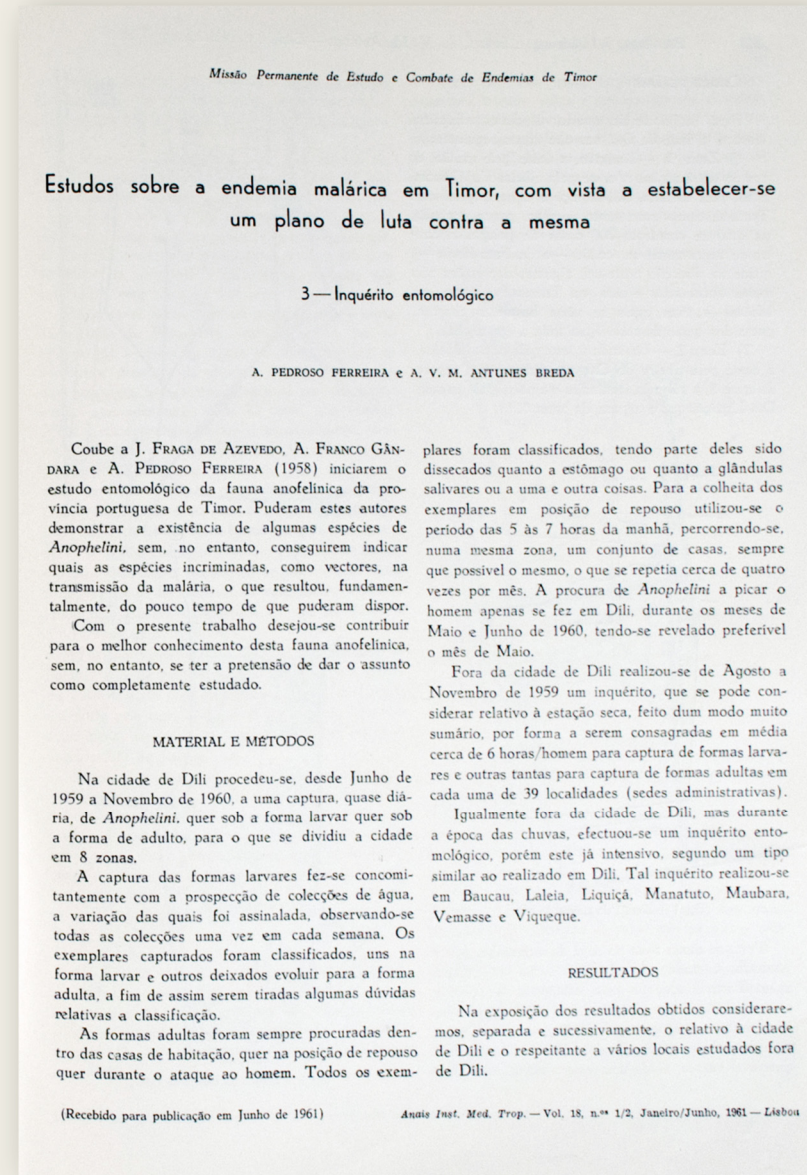 Missão Permanente de Estudo e Combate de Endemias de Timor
Estudos sobre a endemia malárica em Timor, com vista a estabelecer-se
um plano de luta contra a mesma
3 — Inquérito entomológico
A. PEDROSO FERREIRA e A. V. M. ANTUNES BREDA
Coube a J. FRAGA DE AZEVEDO, A. FRANCO GÂN-
DARA e A. PEDROSO FERREIRA (1958) iniciarem o
estudo entomológico da fauna anofelínica da pro-
víncia portuguesa de Timor. Puderam estes autores
demonstrar a existência de algumas espécies de
Anophelini, sem, no entanto, conseguirem indicar
quais as espécies incriminadas, como vectores, na
transmissão da malária, o que resultou, fundamen-
talmente, do pouco tempo de que puderam dispor.
Com o presente trabalho desejou-se contribuir
para o melhor conhecimento desta fauna anofelínica,
sem, no entanto, se ter a pretensão de dar o assunto
como completamente estudado.
MATERIAL E MÉTODOS
Na cidade de Díli procedeu-se, desde Junho de
1959 a Novembro de 1960, a uma captura, quase diá-
ria, de Anophelini, quer sob a forma larvar quer sob
a forma de adulto, para o que se dividiu a cidade
em 8 zonas.
A captura das formas larvares fez-se concomi-
tantemente com a prospecção de colecções de água,
a variação das quais foi assinalada, observando-se
todas as colecções uma vez em cada semana. Os
exemplares capturados foram classificados, uns na
forma larvar e outros deixados evoluir para a forma
adulta, a fim de assim serem tiradas algumas dúvidas
relativas a classificação.
As formas adultas foram sempre procuradas den-
tro das casas de habitação, quer na posição de repouso
quer durante o ataque ao homem. Todos os exem-
plares foram classificados, tendo parte deles sido
dissecados quanto a estômago ou quanto a glândulas
salivares ou a uma e outra coisas. Para a colheita dos
exemplares em posição de repouso utilizou-se o
período das 5 às 7 horas da manhã, percorrendo-se,
numa mesma zona, um conjunto de casas, sempre
que possível o mesmo, o que se repetia cerca de quatro
vezes por mês. A procura de Anophelini a picar o
homem apenas se fez em Díli, durante os meses de
Maio e Junho de 1960, tendo-se revelado preferível
o mês de Maio.
Fora da cidade de Díli realizou-se de Agosto a
Novembro de 1959 um inquérito, que se pode con-
siderar relativo à estação seca, feito dum modo muito
sumário, por forma a serem consagradas em média
cerca de 6 horas/homem para captura de formas larva-
res e outras tantas para captura de formas adultas em
cada uma de 39 localidades (sedes administrativas).
Igualmente fora da cidade de Díli, mas durante
a época das chuvas, efectuou-se um inquérito ento-
mológico, porém este já intensivo, segundo um tipo
similar ao realizado em Díli. Tal inquérito realizou-se
em Baucau, Laleia, Liquiçá, Manatuto, Maubara,
Vemasse e Viqueque.
RESULTADOS
Na exposição dos resultados obtidos considerare-
mos, separada e sucessivamente, o relativo à cidade
de Díli e o respeitante a vários locais estudados fora
de Díli.
(Recebido para publicação em Junho de 1961)
Anais Inst. Med. Trop. — Vol. 18, n.os 1/2, Janeiro/Junho, 1961 — Lisboa